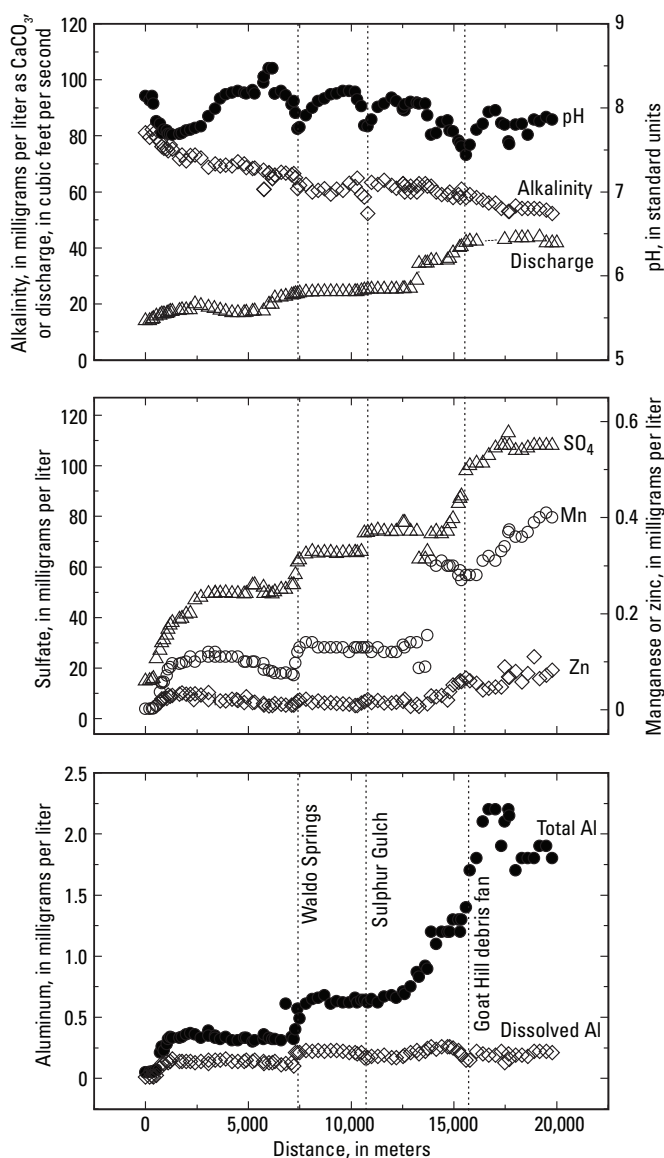 Alkalinity, in milligrams per liter as CaCO₃,
or discharge, in cubic feet per second
120
100
80
60
40
20
0
9
8
7
6
5
pH, in standard units
pH
Alkalinity
Discharge
Sulfate, in milligrams per liter
120
100
80
60
40
20
0
0.6
0.4
0.2
0
Manganese or zinc, in milligrams per liter
SO₄
Mn
Zn
Aluminum, in milligrams per liter
2.5
2.0
1.5
1.0
0.5
0
Waldo Springs
Sulphur Gulch
Goat Hill debris fan
Total Al
Dissolved Al
0
5,000
10,000
15,000
20,000
Distance, in meters